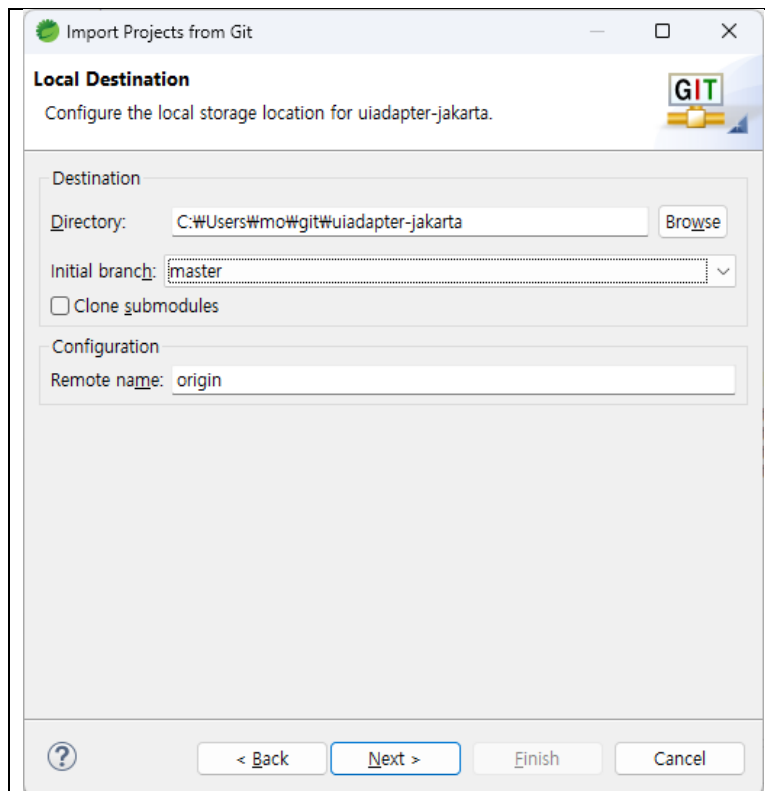 Import Projects from Git
Local Destination
GIT
Configure the local storage location for uiadapter-jakarta.
Destination
Directory: C:₩Users₩mo₩git₩uiadapter-jakarta Browse
Initial branch: master
Clone submodules
Configuration
Remote name: origin
? < Back Next > Finish Cancel